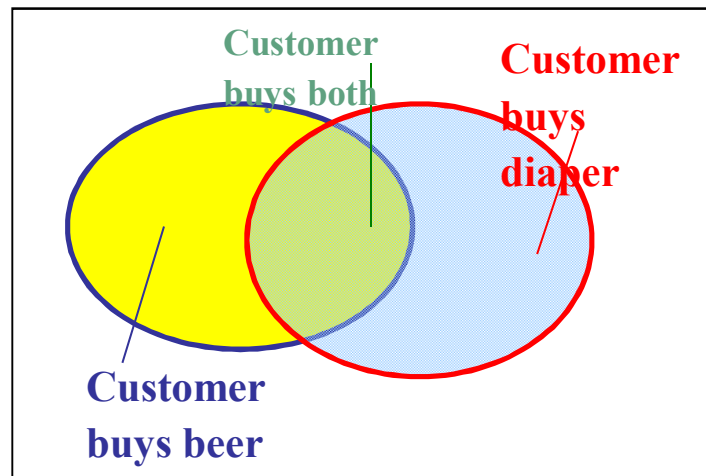 Customer
buys both
Customer
buys
diaper
Customer
buys beer